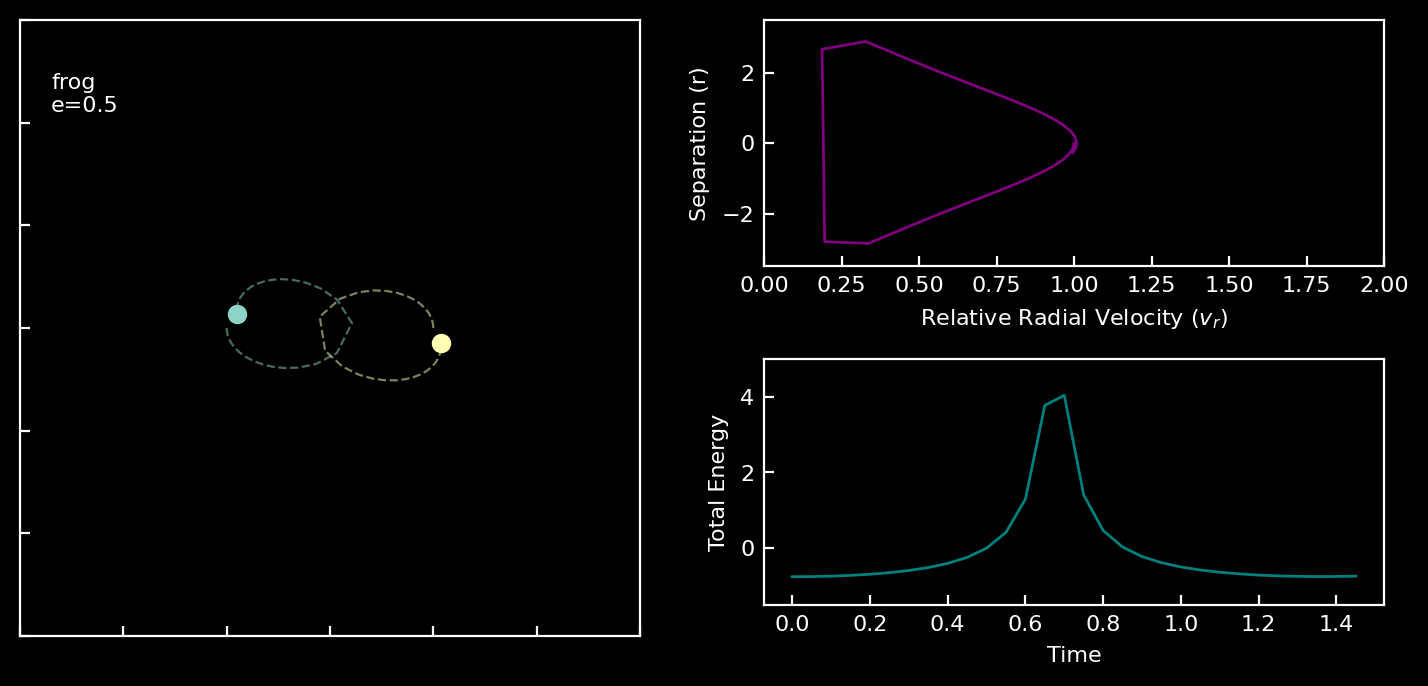 frog
e=0.5
Separation (r)
2
0
−2
0.00 0.25 0.50 0.75 1.00 1.25 1.50 1.75 2.00
Relative Radial Velocity (vᵣ)
Total Energy
4
2
0
0.0 0.2 0.4 0.6 0.8 1.0 1.2 1.4
Time